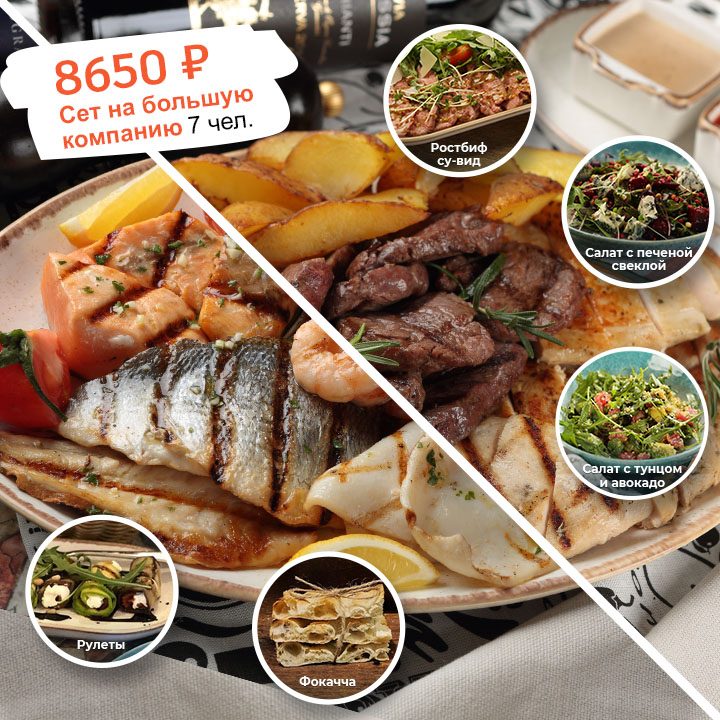 8650 ₽
Сет на большую
компанию 7 чел.
Ростбиф
су-вид
Салат с печеной
свеклой
Салат с тунцом
и авокадо
Рулеты
Фокачча